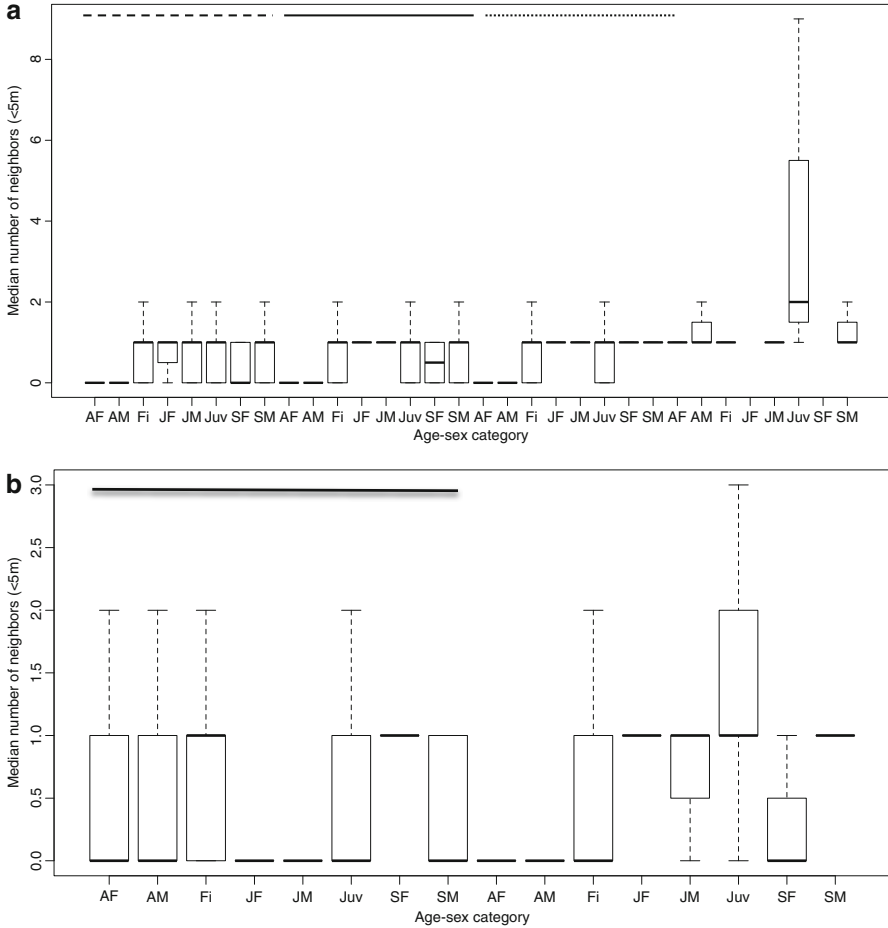 a
Median number of neighbors (<5m)
8
6
4
2
0
AF AM Fi JF JM Juv SF SM AF AM Fi JF JM Juv SF SM AF AM Fi JF JM Juv SF SM AF AM Fi JF JM Juv SF SM
Age-sex category
b
Median number of neighbors (<5m)
3.0
2.5
2.0
1.5
1.0
0.5
0.0
AF AM Fi JF JM Juv SF SM AF AM Fi JF JM Juv SF SM
Age-sex category